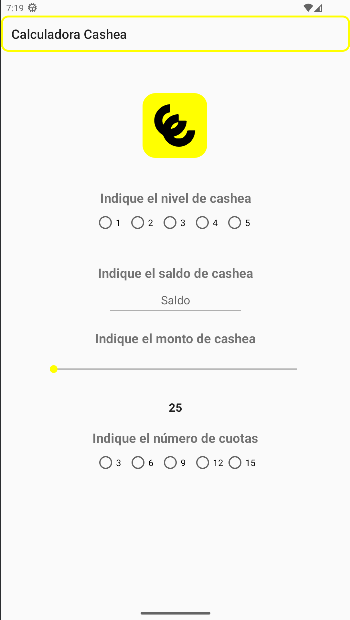 7:19
Calculadora Cashea
Indique el nivel de cashea
1 2 3 4 5
Indique el saldo de cashea
Saldo
Indique el monto de cashea
25
Indique el número de cuotas
3 6 9 12 15